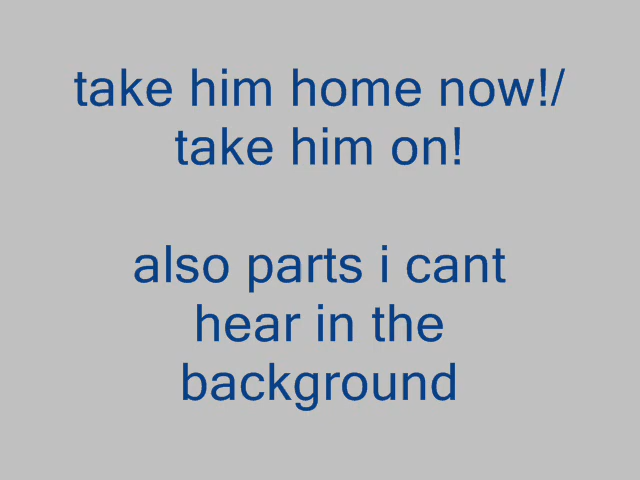 take him home now!/
take him on!
also parts i cant
hear in the
background